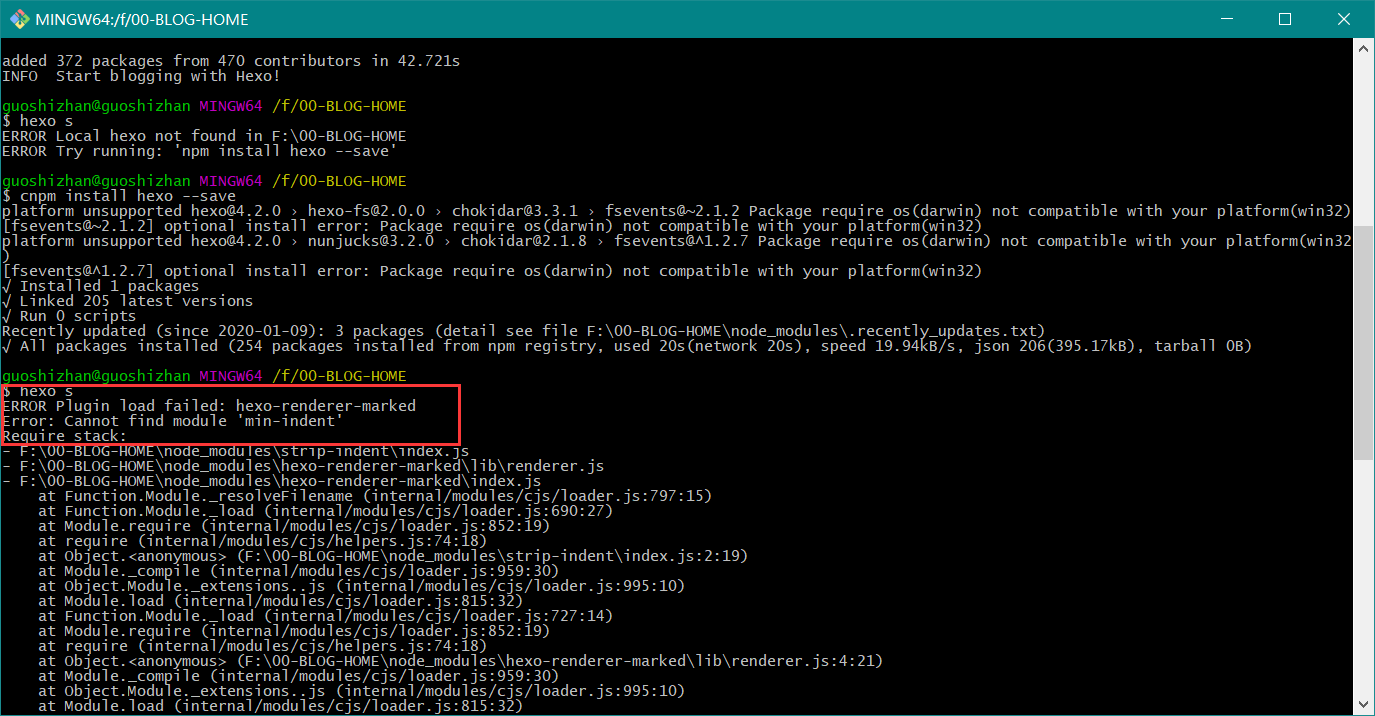 MINGW64:/f/00-BLOG-HOME
added 372 packages from 470 contributors in 42.721s
INFO  Start blogging with Hexo!
guoshizhan@guoshizhan MINGW64 /f/00-BLOG-HOME
$ hexo s
ERROR Local hexo not found in F:\00-BLOG-HOME
ERROR Try running: 'npm install hexo --save'
guoshizhan@guoshizhan MINGW64 /f/00-BLOG-HOME
$ cnpm install hexo --save
platform unsupported hexo@4.2.0 › hexo-fs@2.0.0 › chokidar@3.3.1 › fsevents@~2.1.2 Package require os(darwin) not compatible with your platform(win32)
[fsevents@~2.1.2] optional install error: Package require os(darwin) not compatible with your platform(win32)
platform unsupported hexo@4.2.0 › nunjucks@3.2.0 › chokidar@2.1.8 › fsevents@^1.2.7 Package require os(darwin) not compatible with your platform(win32
)
[fsevents@^1.2.7] optional install error: Package require os(darwin) not compatible with your platform(win32)
√ Installed 1 packages
√ Linked 205 latest versions
√ Run 0 scripts
Recently updated (since 2020-01-09): 3 packages (detail see file F:\00-BLOG-HOME\node_modules\.recently_updates.txt)
√ All packages installed (254 packages installed from npm registry, used 20s(network 20s), speed 19.94kB/s, json 206(395.17kB), tarball 0B)
guoshizhan@guoshizhan MINGW64 /f/00-BLOG-HOME
$ hexo s
ERROR Plugin load failed: hexo-renderer-marked
Error: Cannot find module 'min-indent'
Require stack:
- F:\00-BLOG-HOME\node_modules\strip-indent\index.js
- F:\00-BLOG-HOME\node_modules\hexo-renderer-marked\lib\renderer.js
- F:\00-BLOG-HOME\node_modules\hexo-renderer-marked\index.js
    at Function.Module._resolveFilename (internal/modules/cjs/loader.js:797:15)
    at Function.Module._load (internal/modules/cjs/loader.js:690:27)
    at Module.require (internal/modules/cjs/loader.js:852:19)
    at require (internal/modules/cjs/helpers.js:74:18)
    at Object.<anonymous> (F:\00-BLOG-HOME\node_modules\strip-indent\index.js:2:19)
    at Module._compile (internal/modules/cjs/loader.js:959:30)
    at Object.Module._extensions..js (internal/modules/cjs/loader.js:995:10)
    at Module.load (internal/modules/cjs/loader.js:815:32)
    at Function.Module._load (internal/modules/cjs/loader.js:727:14)
    at Module.require (internal/modules/cjs/loader.js:852:19)
    at require (internal/modules/cjs/helpers.js:74:18)
    at Object.<anonymous> (F:\00-BLOG-HOME\node_modules\hexo-renderer-marked\lib\renderer.js:4:21)
    at Module._compile (internal/modules/cjs/loader.js:959:30)
    at Object.Module._extensions..js (internal/modules/cjs/loader.js:995:10)
    at Module.load (internal/modules/cjs/loader.js:815:32)